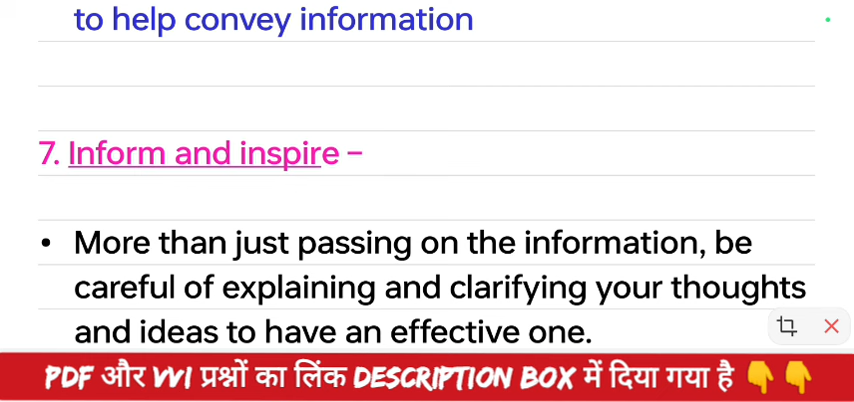 to help convey information
7. Inform and inspire –
• More than just passing on the information, be
careful of explaining and clarifying your thoughts
and ideas to have an effective one.
PDF और VVI प्रश्नों का लिंक DESCRIPTION BOX में दिया गया है 👇👇